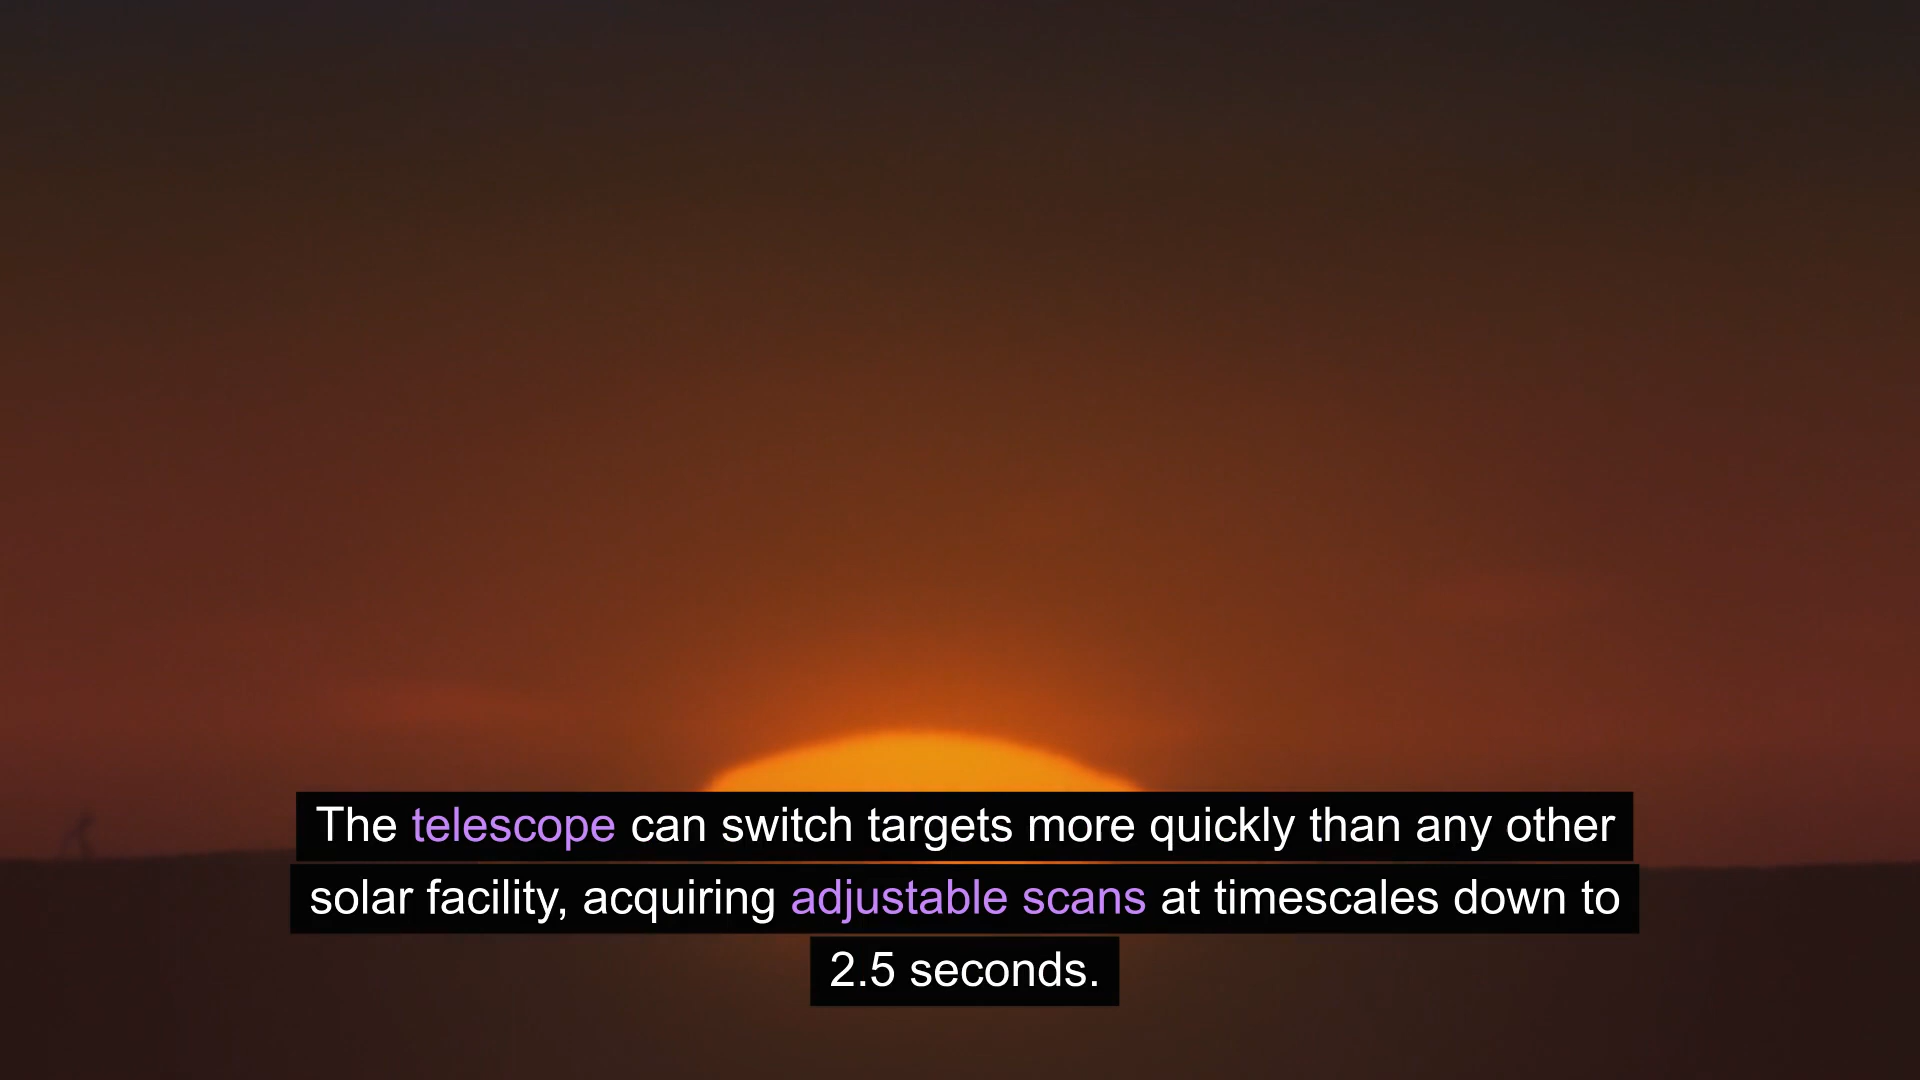 The telescope can switch targets more quickly than any other
solar facility, acquiring adjustable scans at timescales down to
2.5 seconds.